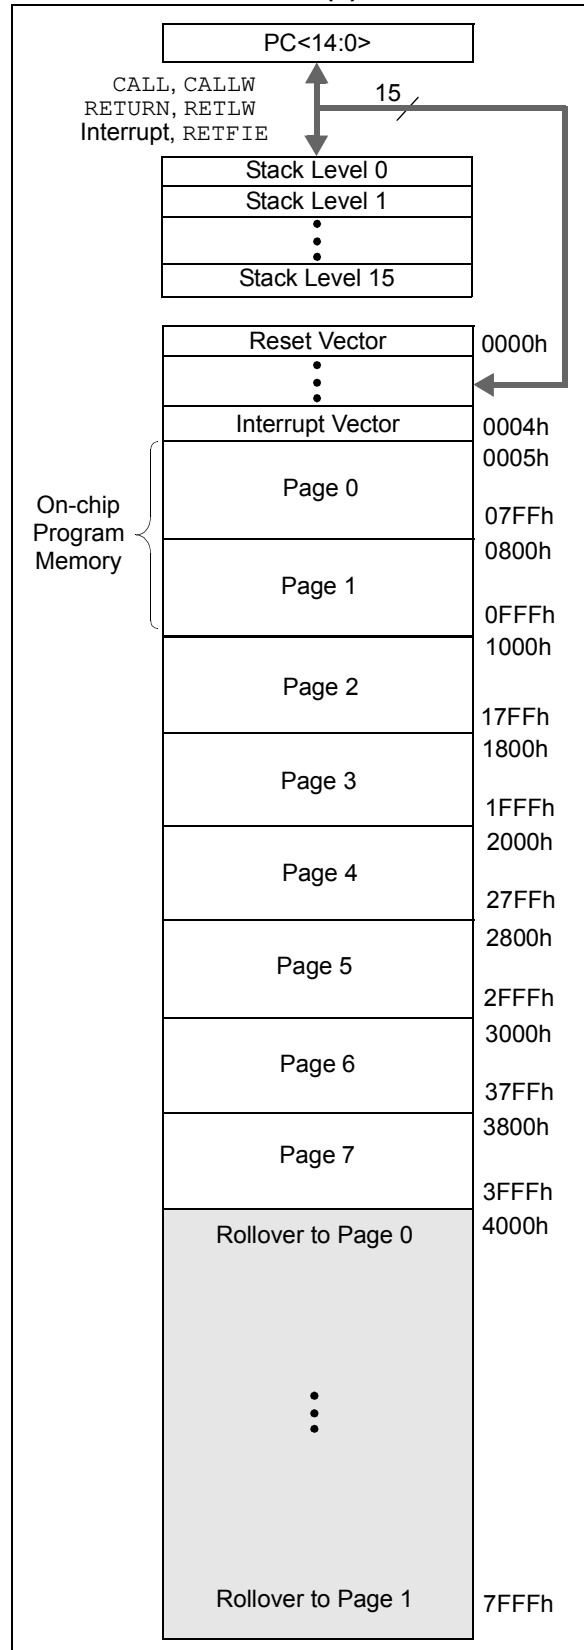 PC<14:0>
CALL, CALLW
RETURN, RETLW
Interrupt, RETFIE
15
Stack Level 0
Stack Level 1
Stack Level 15
Reset Vector
0000h
Interrupt Vector
0004h
0005h
On-chip
Program
Memory
Page 0
07FFh
0800h
Page 1
0FFFh
1000h
Page 2
17FFh
1800h
Page 3
1FFFh
2000h
Page 4
27FFh
2800h
Page 5
2FFFh
3000h
Page 6
37FFh
3800h
Page 7
3FFFh
4000h
Rollover to Page 0
Rollover to Page 1
7FFFh